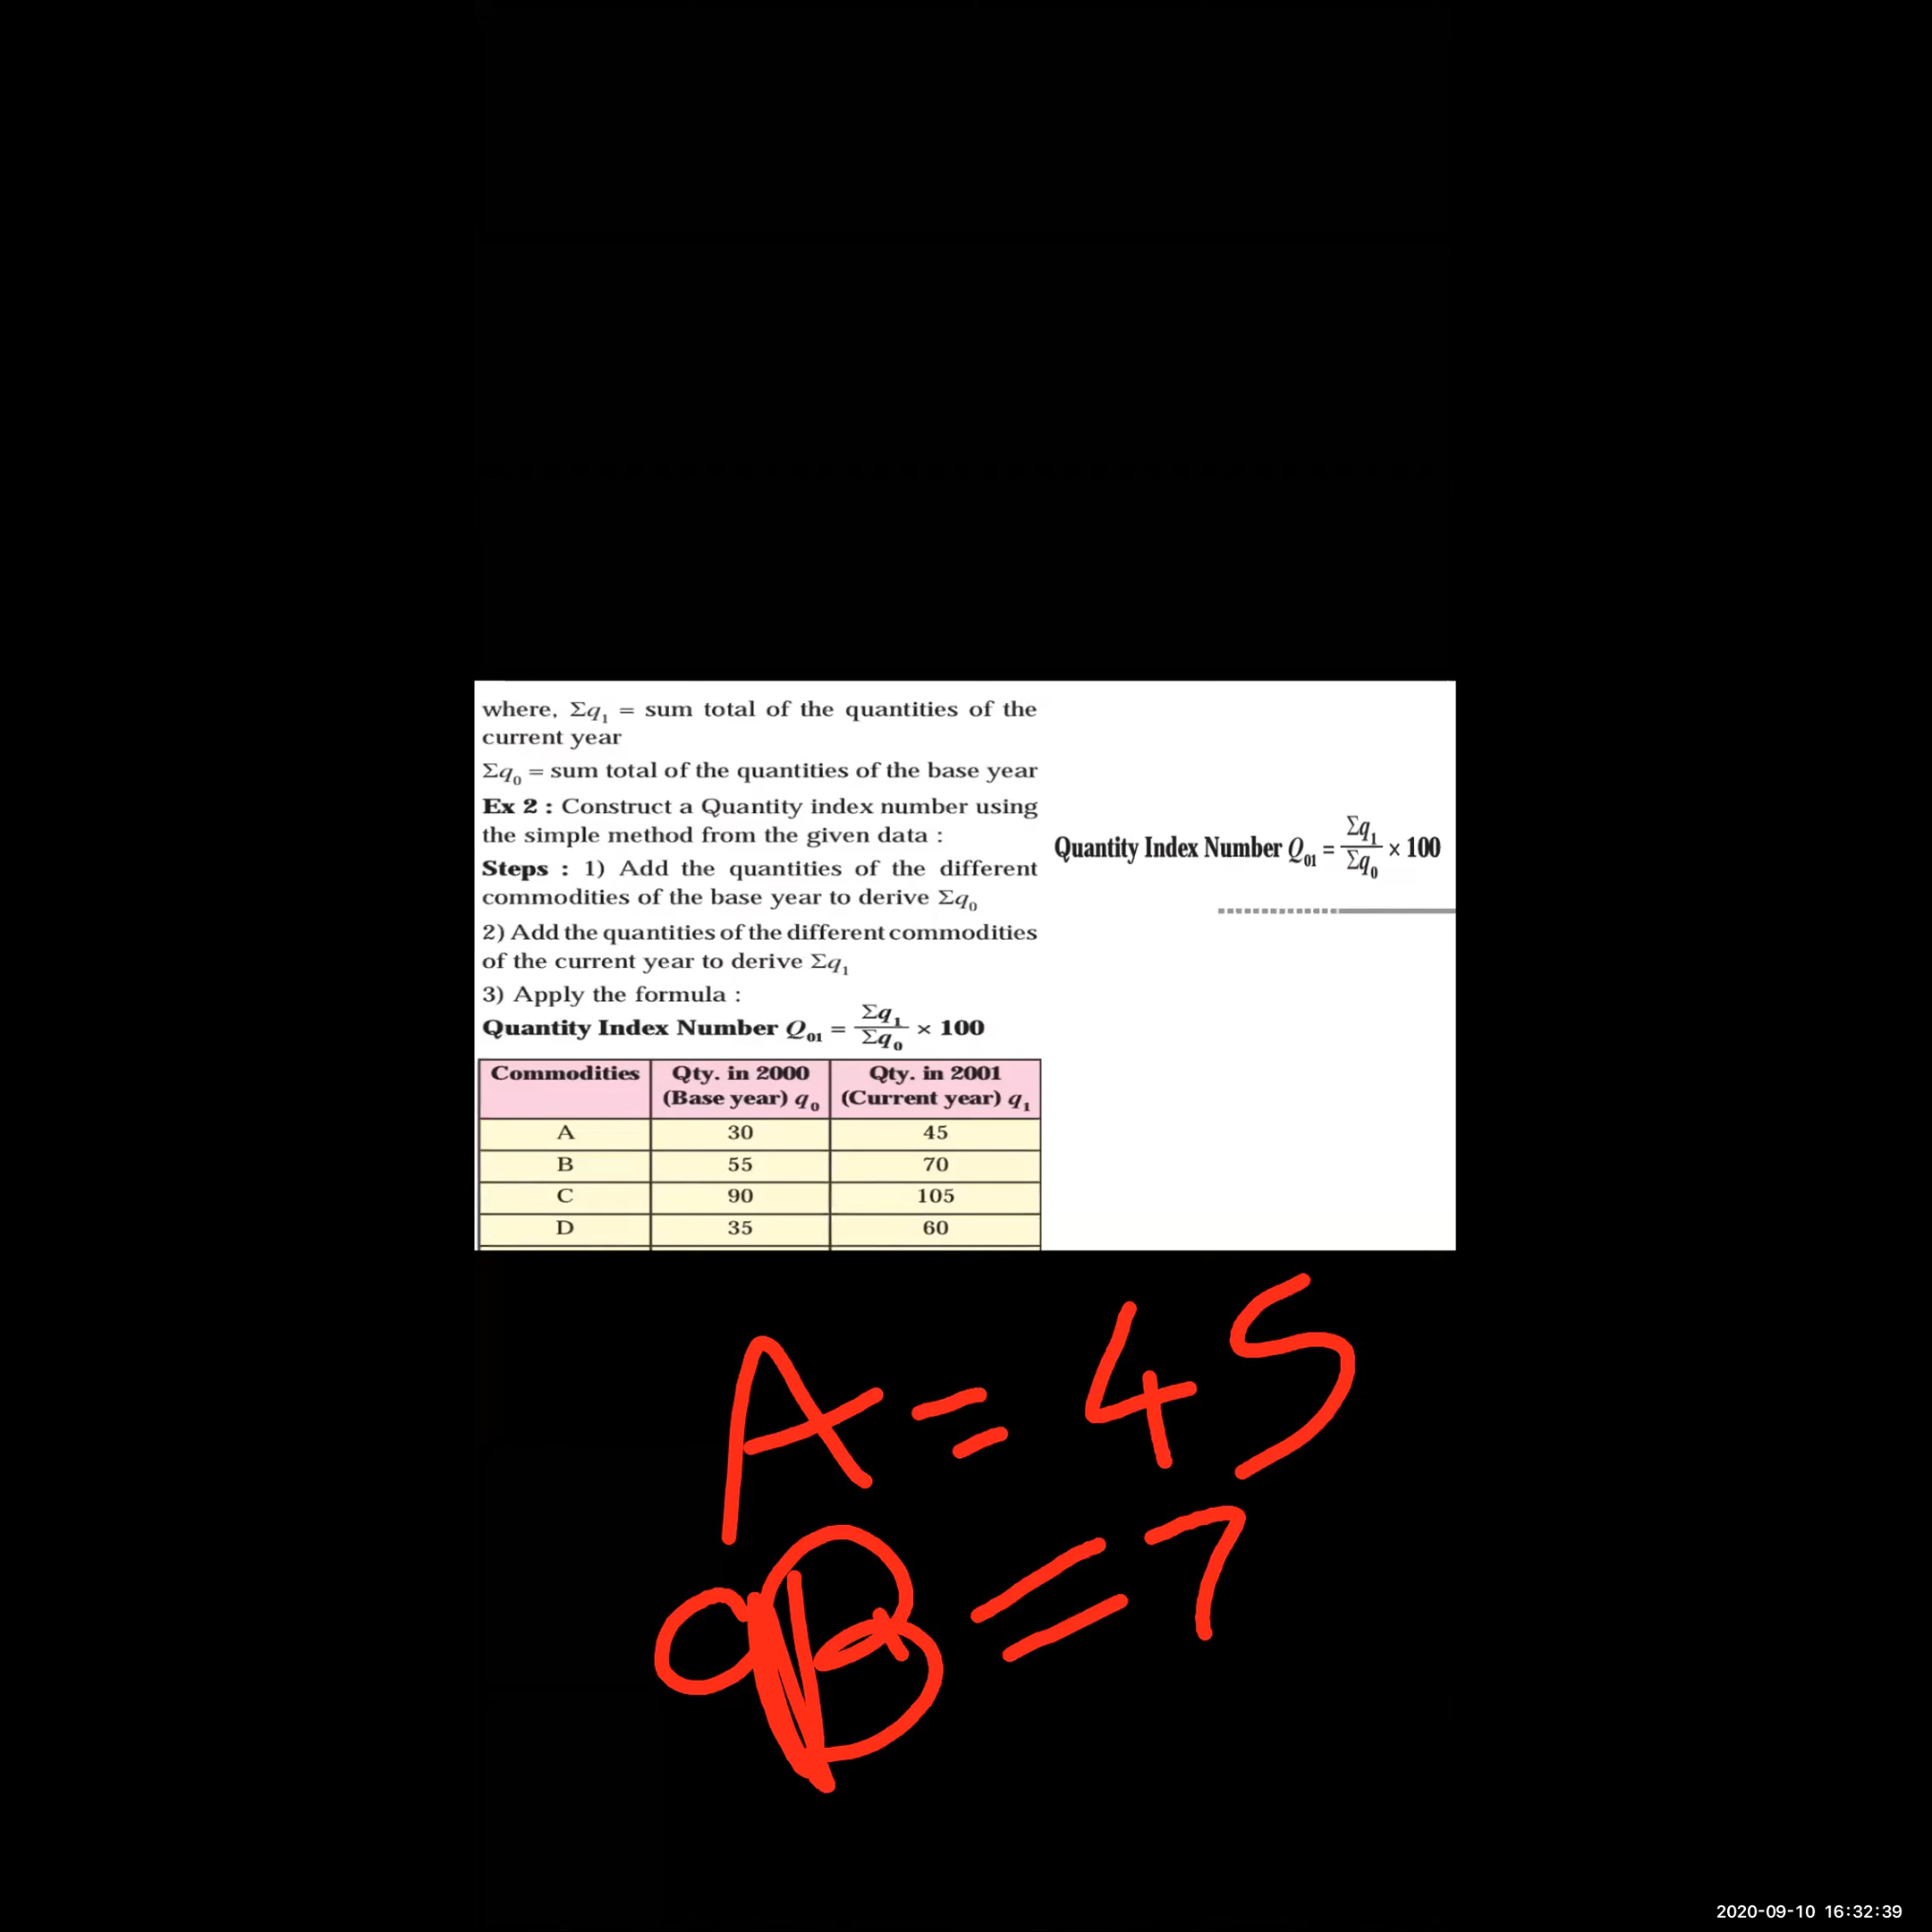 where, Σq₁ = sum total of the quantities of the
current year
Σq₀ = sum total of the quantities of the base year
Ex 2 : Construct a Quantity index number using
the simple method from the given data :
Steps : 1) Add the quantities of the different
commodities of the base year to derive Σq₀
2) Add the quantities of the different commodities
of the current year to derive Σq₁
3) Apply the formula :
Quantity Index Number Q₀₁ = Σq₁/Σq₀ × 100
Commodities Qty. in 2000 (Base year) q₀ Qty. in 2001 (Current year) q₁
A 30 45
B 55 70
C 90 105
D 35 60
Quantity Index Number Q₀₁ = Σq₁/Σq₀ × 100
A = 45
B = 7
2020-09-10 16:32:39